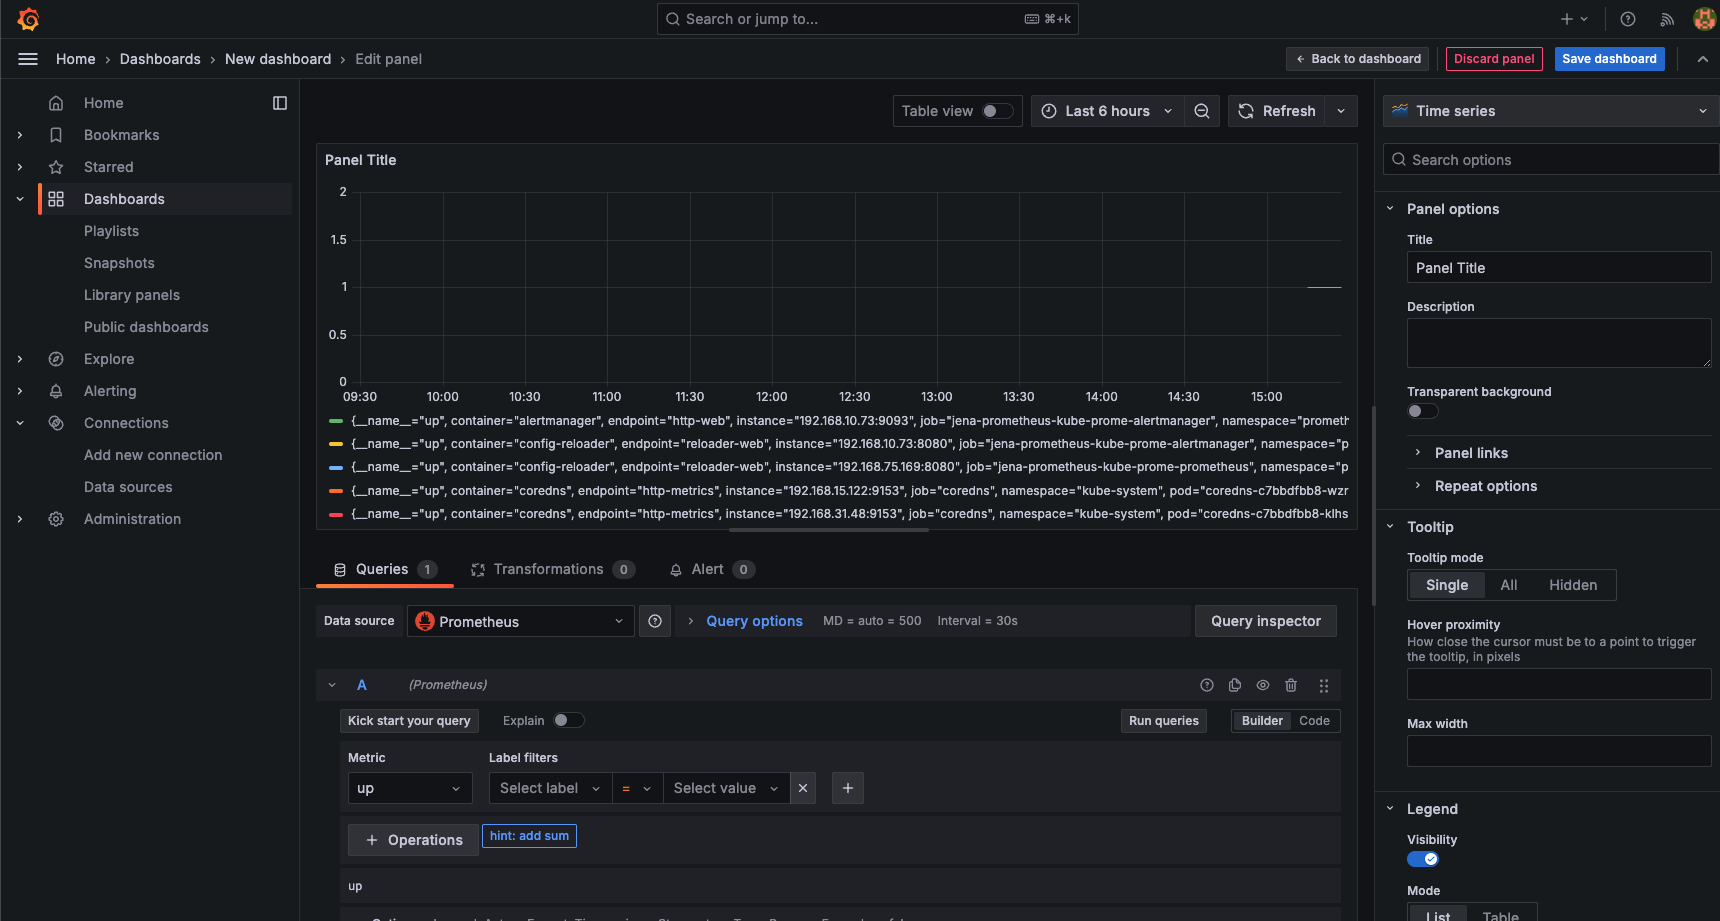 Search or jump to...
⌘+k
Home › Dashboards › New dashboard › Edit panel
← Back to dashboard
Discard panel
Save dashboard
Home
Bookmarks
Starred
Dashboards
Playlists
Snapshots
Library panels
Public dashboards
Explore
Alerting
Connections
Add new connection
Data sources
Administration
Table view
Last 6 hours
Refresh
Panel Title
2
1.5
1
0.5
0
09:30 10:00 10:30 11:00 11:30 12:00 12:30 13:00 13:30 14:00 14:30 15:00
{__name__="up", container="alertmanager", endpoint="http-web", instance="192.168.10.73:9093", job="jena-prometheus-kube-prome-alertmanager", namespace="prometh
{__name__="up", container="config-reloader", endpoint="reloader-web", instance="192.168.10.73:8080", job="jena-prometheus-kube-prome-alertmanager", namespace="p
{__name__="up", container="config-reloader", endpoint="reloader-web", instance="192.168.75.169:8080", job="jena-prometheus-kube-prome-prometheus", namespace="p
{__name__="up", container="coredns", endpoint="http-metrics", instance="192.168.15.122:9153", job="coredns", namespace="kube-system", pod="coredns-c7bbdfbb8-wzr
{__name__="up", container="coredns", endpoint="http-metrics", instance="192.168.31.48:9153", job="coredns", namespace="kube-system", pod="coredns-c7bbdfbb8-klhs
Queries 1
Transformations 0
Alert 0
Data source
Prometheus
Query options
MD = auto = 500
Interval = 30s
Query inspector
A
(Prometheus)
Kick start your query
Explain
Run queries
Builder
Code
Metric
Label filters
up
Select label
=
Select value
+ Operations
hint: add sum
up
Time series
Search options
Panel options
Title
Panel Title
Description
Transparent background
Panel links
Repeat options
Tooltip
Tooltip mode
Single
All
Hidden
Hover proximity
How close the cursor must be to a point to trigger
the tooltip, in pixels
Max width
Legend
Visibility
Mode
List
Table